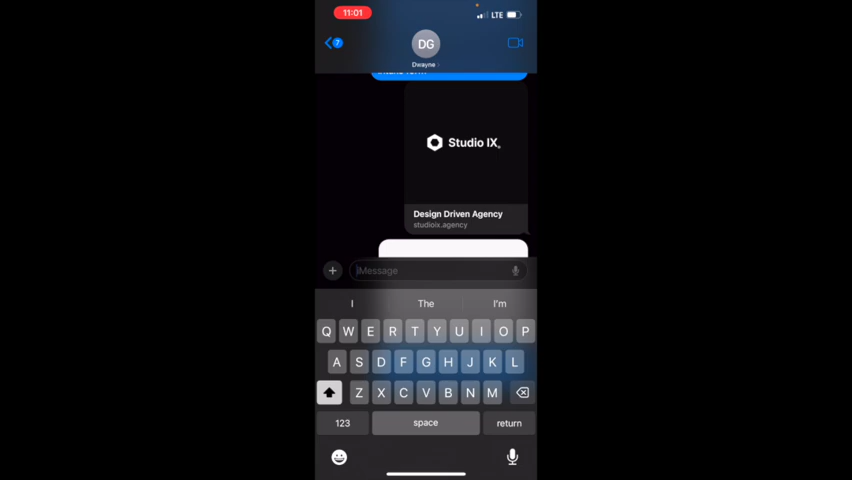 11:01
LTE
7
DG
Dwayne
Studio IX
Design Driven Agency
studioix.agency
iMessage
I The I'm
Q W E R T Y U I O P
A S D F G H J K L
Z X C V B N M
123 space return